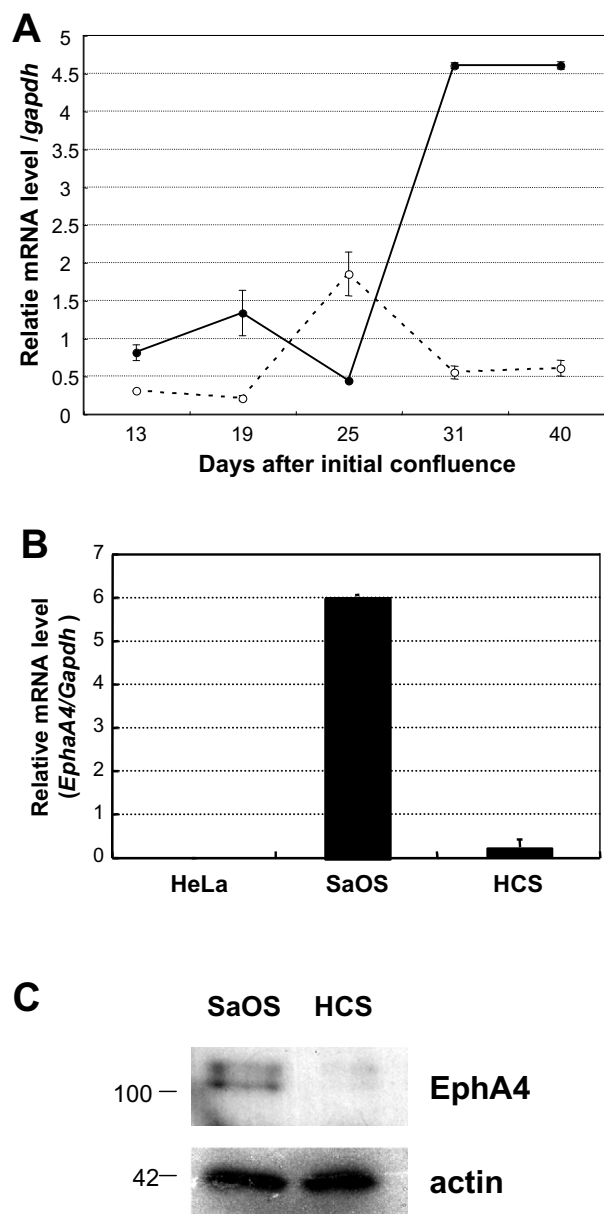 A
Relatie mRNA level /gapdh
5
4.5
4
3.5
3
2.5
2
1.5
1
0.5
0
13 19 25 31 40
Days after initial confluence
B
Relative mRNA level
(EphaA4/Gapdh )
7
6
5
4
3
2
1
0
HeLa SaOS HCS
C
SaOS HCS
100
EphA4
42
actin